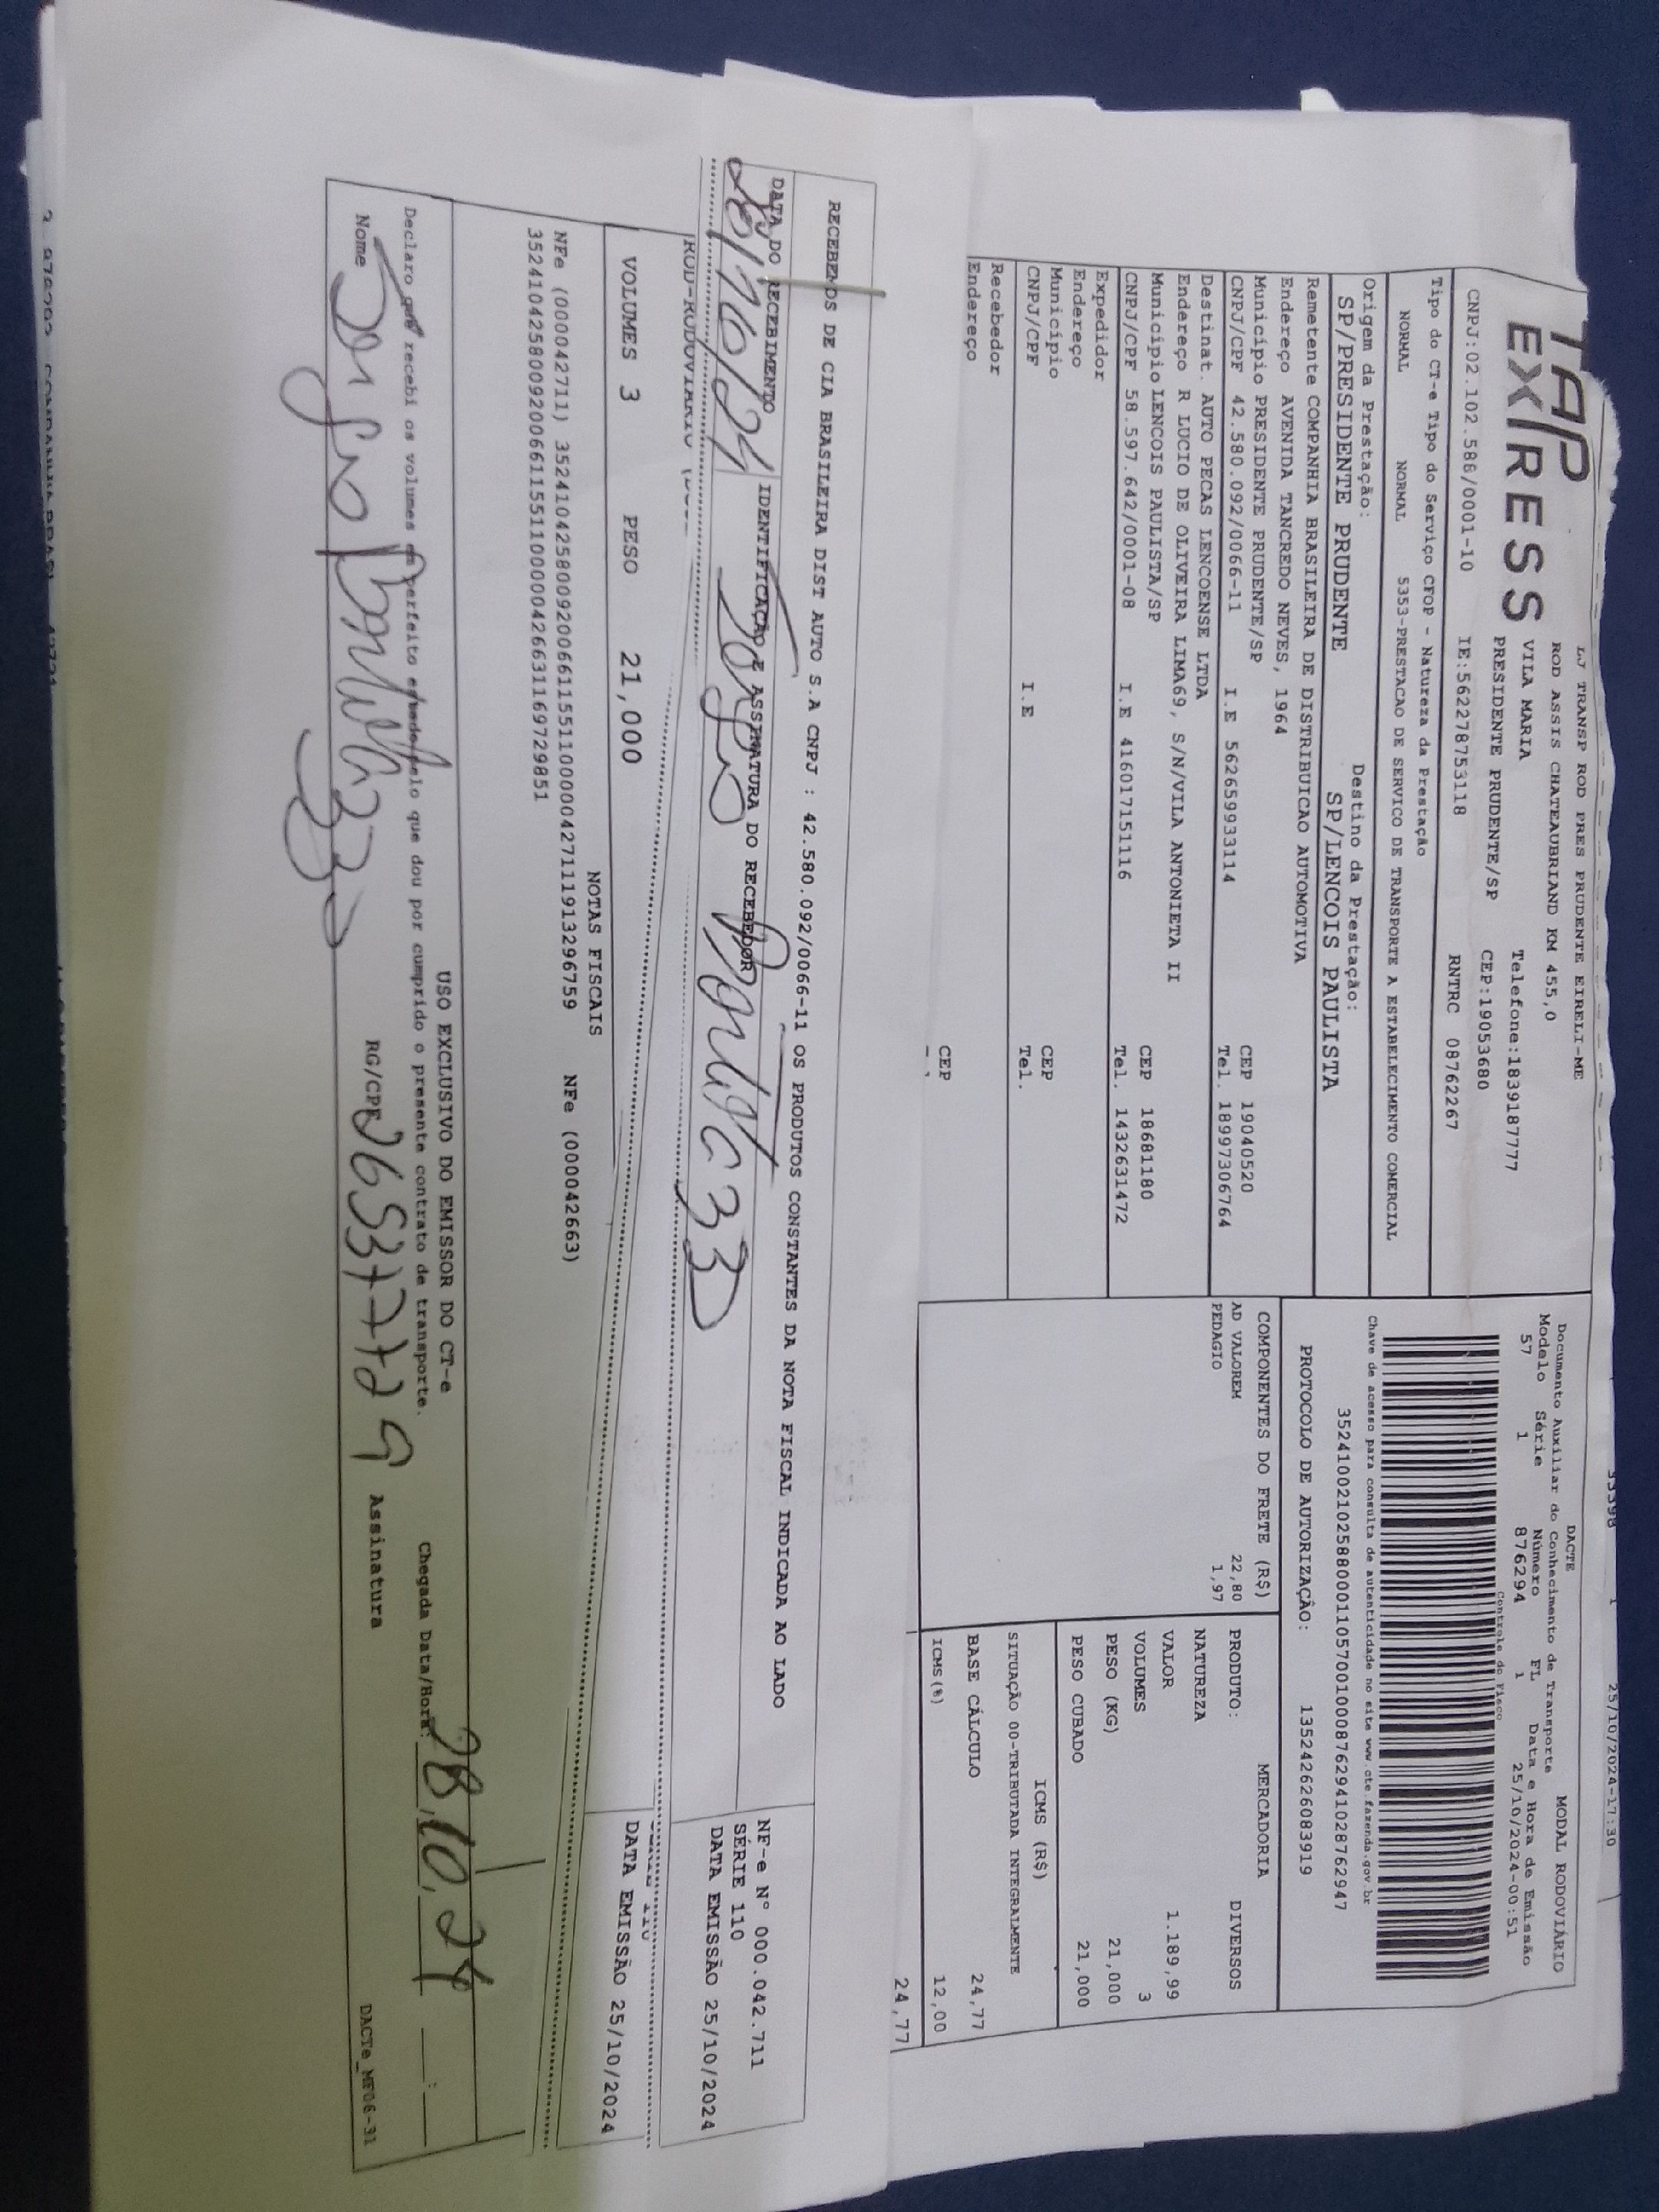 25/10/2024-17:30
TAP EXPRESS
LJ TRANSP ROD PRES PRUDENTE EIRELI-ME
ROD ASSIS CHATEAUBRIAND KM 455,0
VILA MARIA Telefone:1839187777
PRESIDENTE PRUDENTE/SP CEP:19053680
CNPJ:02.102.586/0001-10 IE:562278753118 RNTRC 08762267
DACTE
Documento Auxiliar do Conhecimento de Transporte
MODAL RODOVIÁRIO
Modelo Série Número FL Data e Hora de Emissão
57 1 876294 1 25/10/2024-00:51
Controle do Fisco
Tipo do CT-e Tipo do Serviço CFOP - Natureza da Prestação
NORMAL NORMAL 5353-PRESTACAO DE SERVICO DE TRANSPORTE A ESTABELECIMENTO COMERCIAL
Chave de acesso para consulta de autenticidade no site www.cte.fazenda.gov.br
Origem da Prestação: Destino da Prestação:
SP/PRESIDENTE PRUDENTE SP/LENCOIS PAULISTA
PROTOCOLO DE AUTORIZAÇÃO: 135242626083919
Remetente COMPANHIA BRASILEIRA DE DISTRIBUICAO AUTOMOTIVA
Endereço AVENIDA TANCREDO NEVES, 1964
Município PRESIDENTE PRUDENTE/SP CEP 19040520
CNPJ/CPF 42.580.092/0066-11 I.E 562659933114 Tel. 18997306764
Destinat. AUTO PECAS LENCOENSE LTDA
Endereço R LUCIO DE OLIVEIRA LIMA69, S/N/VILA ANTONIETA II
Município LENCOIS PAULISTA/SP CEP 18681180
CNPJ/CPF 58.597.642/0001-08 I.E 416017151116 Tel. 1432631472
Expedidor
Endereço
Município CEP
CNPJ/CPF I.E Tel.
Recebedor
Endereço
CEP
COMPONENTES DO FRETE (R$)
AD VALOREM 22,80
PEDAGIO 1,97
MERCADORIA
PRODUTO: DIVERSOS
NATUREZA
VALOR 1.189,99
VOLUMES 3
PESO (KG) 21,000
PESO CUBADO 21,000
ICMS (R$)
SITUAÇÃO 00-TRIBUTADA INTEGRALMENTE
BASE CÁLCULO 24,77
ICMS(%) 12,00
24,77
RECEBEMOS DE CIA BRASILEIRA DIST AUTO S.A CNPJ : 42.580.092/0066-11 OS PRODUTOS CONSTANTES DA NOTA FISCAL INDICADA AO LADO
DATA DO RECEBIMENTO IDENTIFICAÇÃO E ASSINATURA DO RECEBEDOR
28/10/24
NF-e N° 000.042.711
SÉRIE 110
DATA EMISSÃO 25/10/2024
VOLUMES 3 PESO 21,000
DATA EMISSÃO 25/10/2024
NOTAS FISCAIS
NFe (000042711) 35241042580092006611551100000427111913296759 NFe (000042663)
35241042580092006611551100000426631169729851
USO EXCLUSIVO DO EMISSOR DO CT-e
Declaro que recebi os volumes em perfeito estado pelo que dou por cumprido o presente contrato de transporte.
Chegada Data/Hora: 28,10,24
Nome RG/CPF Assinatura
DACTe_MF06-31